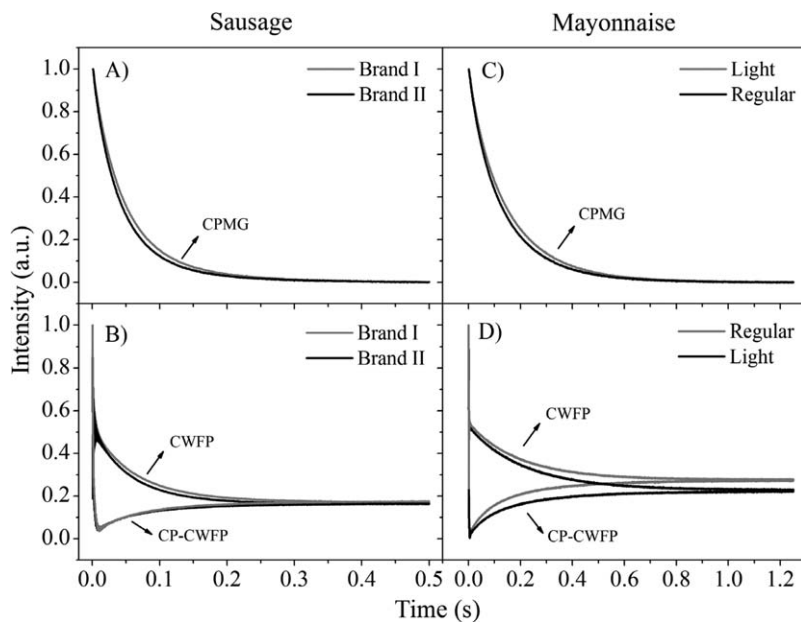 Sausage
Mayonnaise
Intensity (a.u.)
1.0
0.8
0.6
0.4
0.2
0.0
A)
Brand I
Brand II
CPMG
C)
Light
Regular
CPMG
1.0
0.8
0.6
0.4
0.2
0.0
B)
Brand I
Brand II
CWFP
CP-CWFP
D)
Regular
Light
CWFP
CP-CWFP
0.0 0.1 0.2 0.3 0.4 0.5
0.0 0.2 0.4 0.6 0.8 1.0 1.2
Time (s)